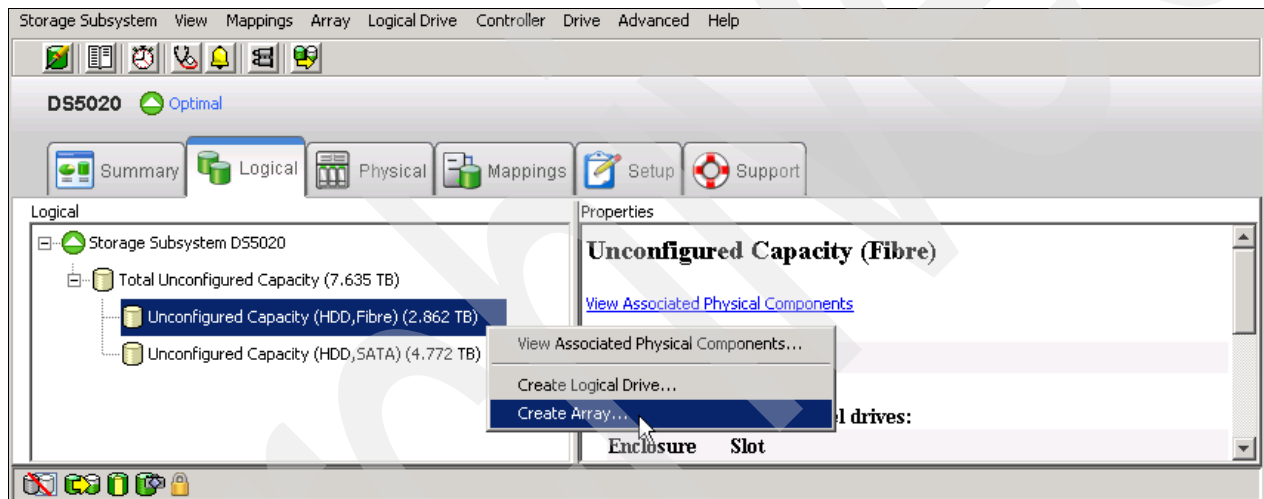 Storage Subsystem View Mappings Array Logical Drive Controller Drive Advanced Help
DS5020 Optimal
Summary Logical Physical Mappings Setup Support
Logical
Properties
Storage Subsystem DS5020
Total Unconfigured Capacity (7.635 TB)
Unconfigured Capacity (HDD,Fibre) (2.862 TB)
Unconfigured Capacity (HDD,SATA) (4.772 TB)
Unconfigured Capacity (Fibre)
View Associated Physical Components
View Associated Physical Components...
Create Logical Drive...
Create Array...
drives:
Enclosure Slot